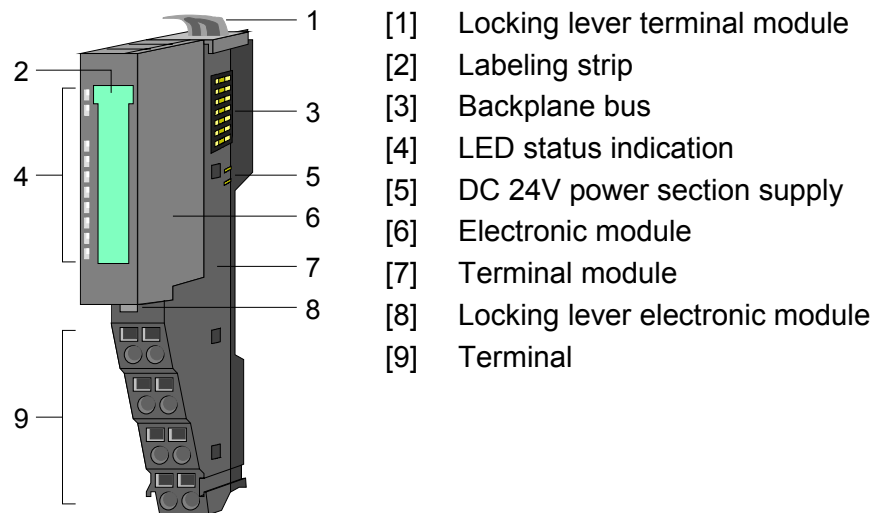 1 [1] Locking lever terminal module
2 [2] Labeling strip
3 [3] Backplane bus
4 [4] LED status indication
5 [5] DC 24V power section supply
6 [6] Electronic module
7 [7] Terminal module
8 [8] Locking lever electronic module
9 [9] Terminal